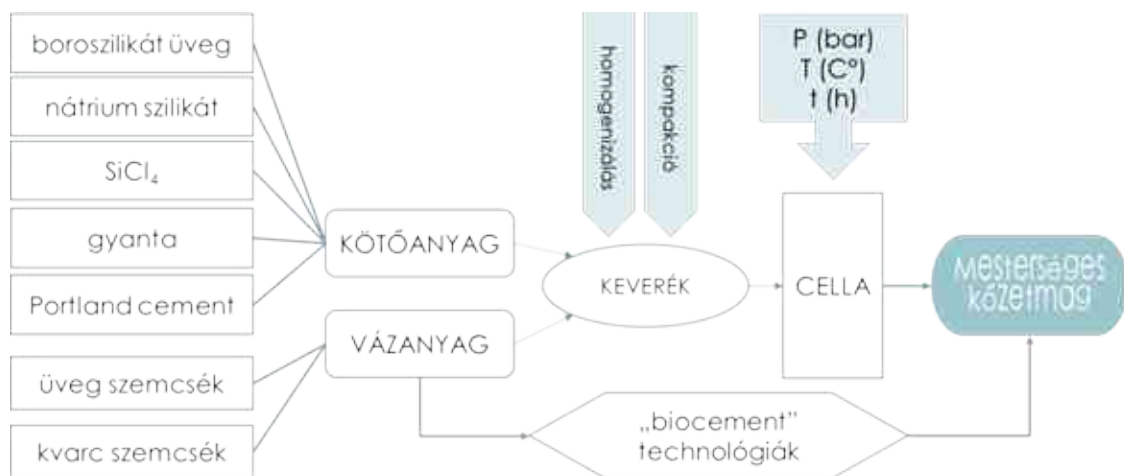 boroszilikát üveg
nátrium szilikát
SiCl₄
gyanta
Portland cement
üveg szemcsék
kvarc szemcsék
KÖTŐANYAG
VÁZANYAG
homogenizálás
kompakció
KEVERÉK
P (bar)
T (C°)
t (h)
CELLA
„biocement”
technológiák
Mesterséges
kőzetmag